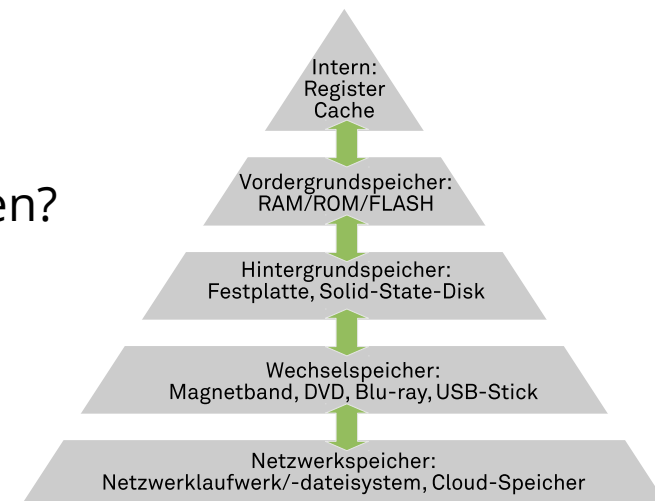 Intern:
Register
Cache
en?
Vordergrundspeicher:
RAM/ROM/FLASH
Hintergrundspeicher:
Festplatte, Solid-State-Disk
Wechselspeicher:
Magnetband, DVD, Blu-ray, USB-Stick
Netzwerkspeicher:
Netzwerklaufwerk/-dateisystem, Cloud-Speicher